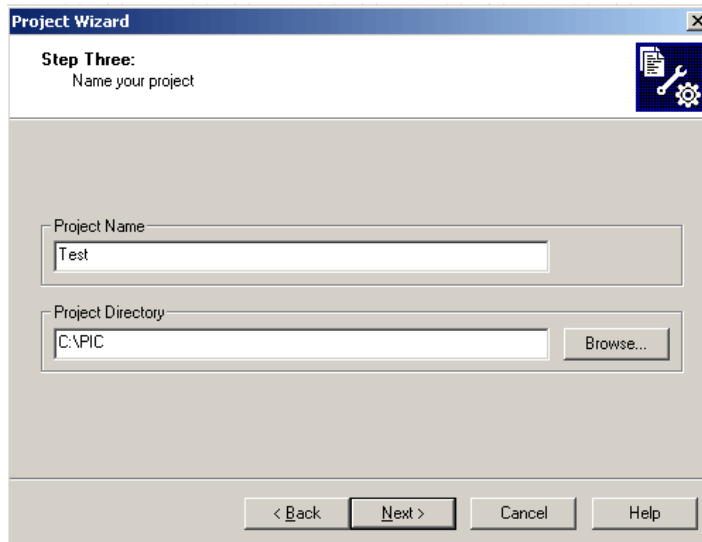 Project Wizard
Step Three:
Name your project
Project Name
Test
Project Directory
C:\PIC
Browse...
< Back Next > Cancel Help